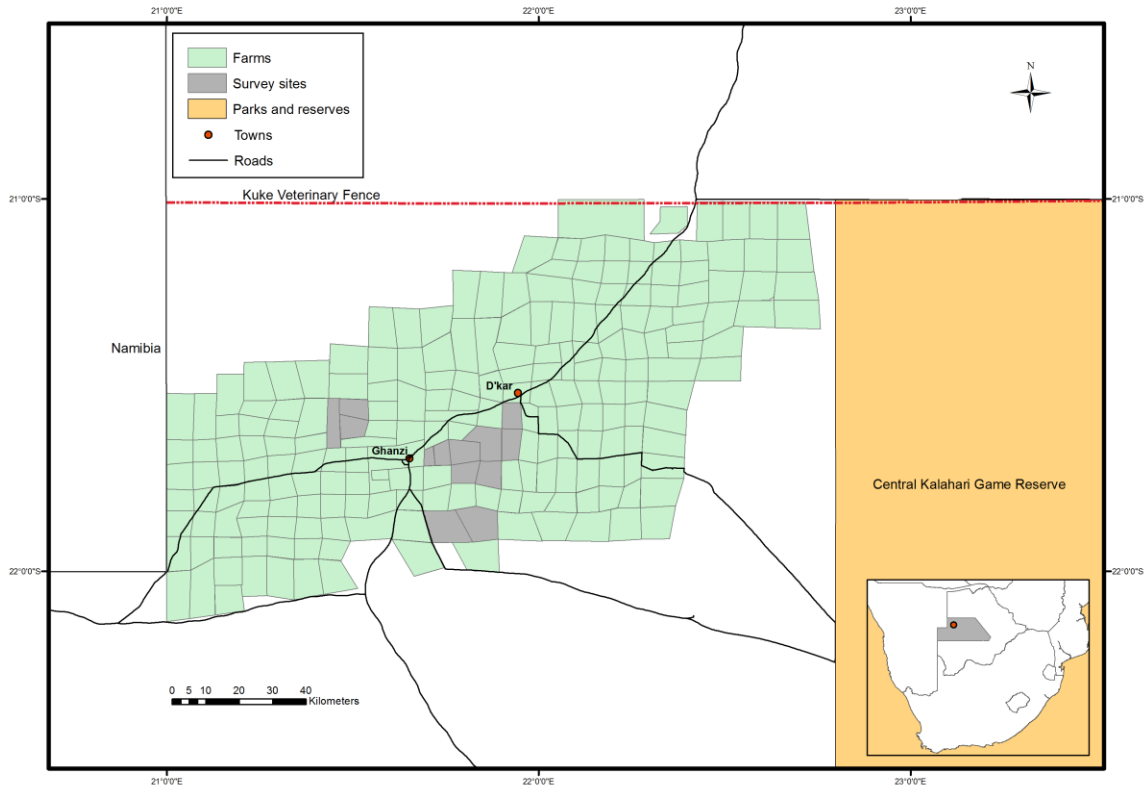 21°0'0"E
22°0'0"E
23°0'0"E
Farms
Survey sites
Parks and reserves
Towns
Roads
N
Kuke Veterinary Fence
21°0'0"S
21°0'0"S
Namibia
D'kar
Ghanzi
Central Kalahari Game Reserve
22°0'0"S
22°0'0"S
0 5 10 20 30 40
Kilometers
21°0'0"E
22°0'0"E
23°0'0"E